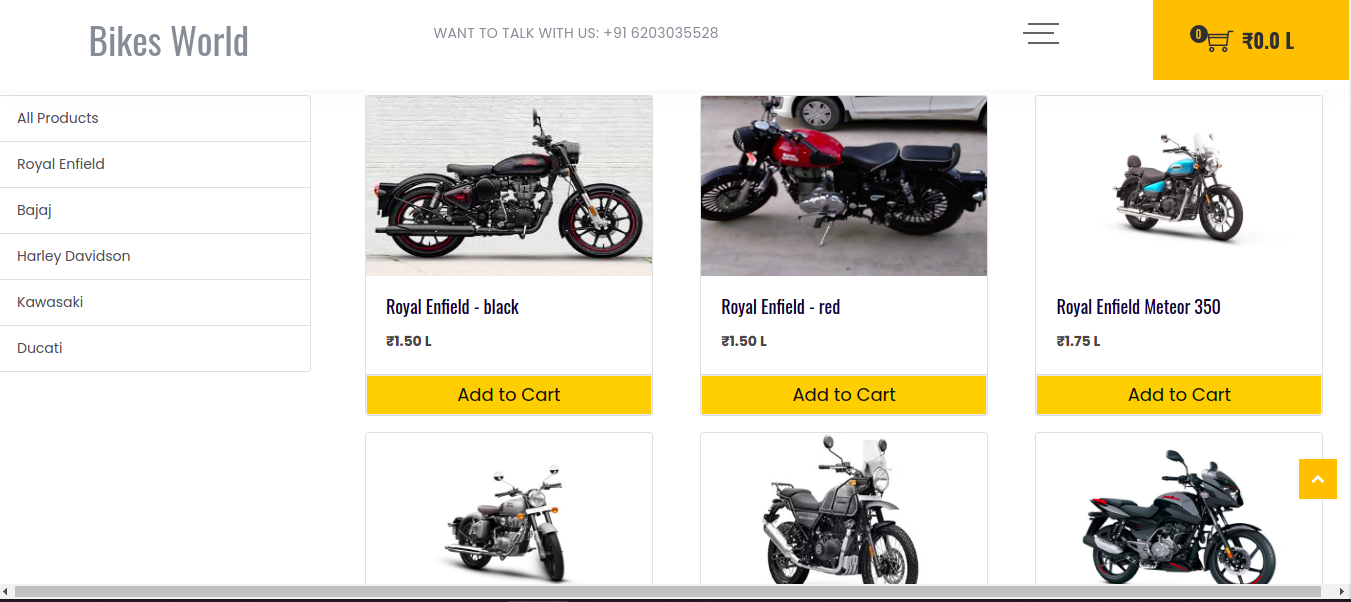 Bikes World
WANT TO TALK WITH US: +91 6203035528
0
₹0.0 L
All Products
Royal Enfield
Bajaj
Harley Davidson
Kawasaki
Ducati
Royal Enfield - black
₹1.50 L
Add to Cart
Royal Enfield - red
₹1.50 L
Add to Cart
Royal Enfield Meteor 350
₹1.75 L
Add to Cart